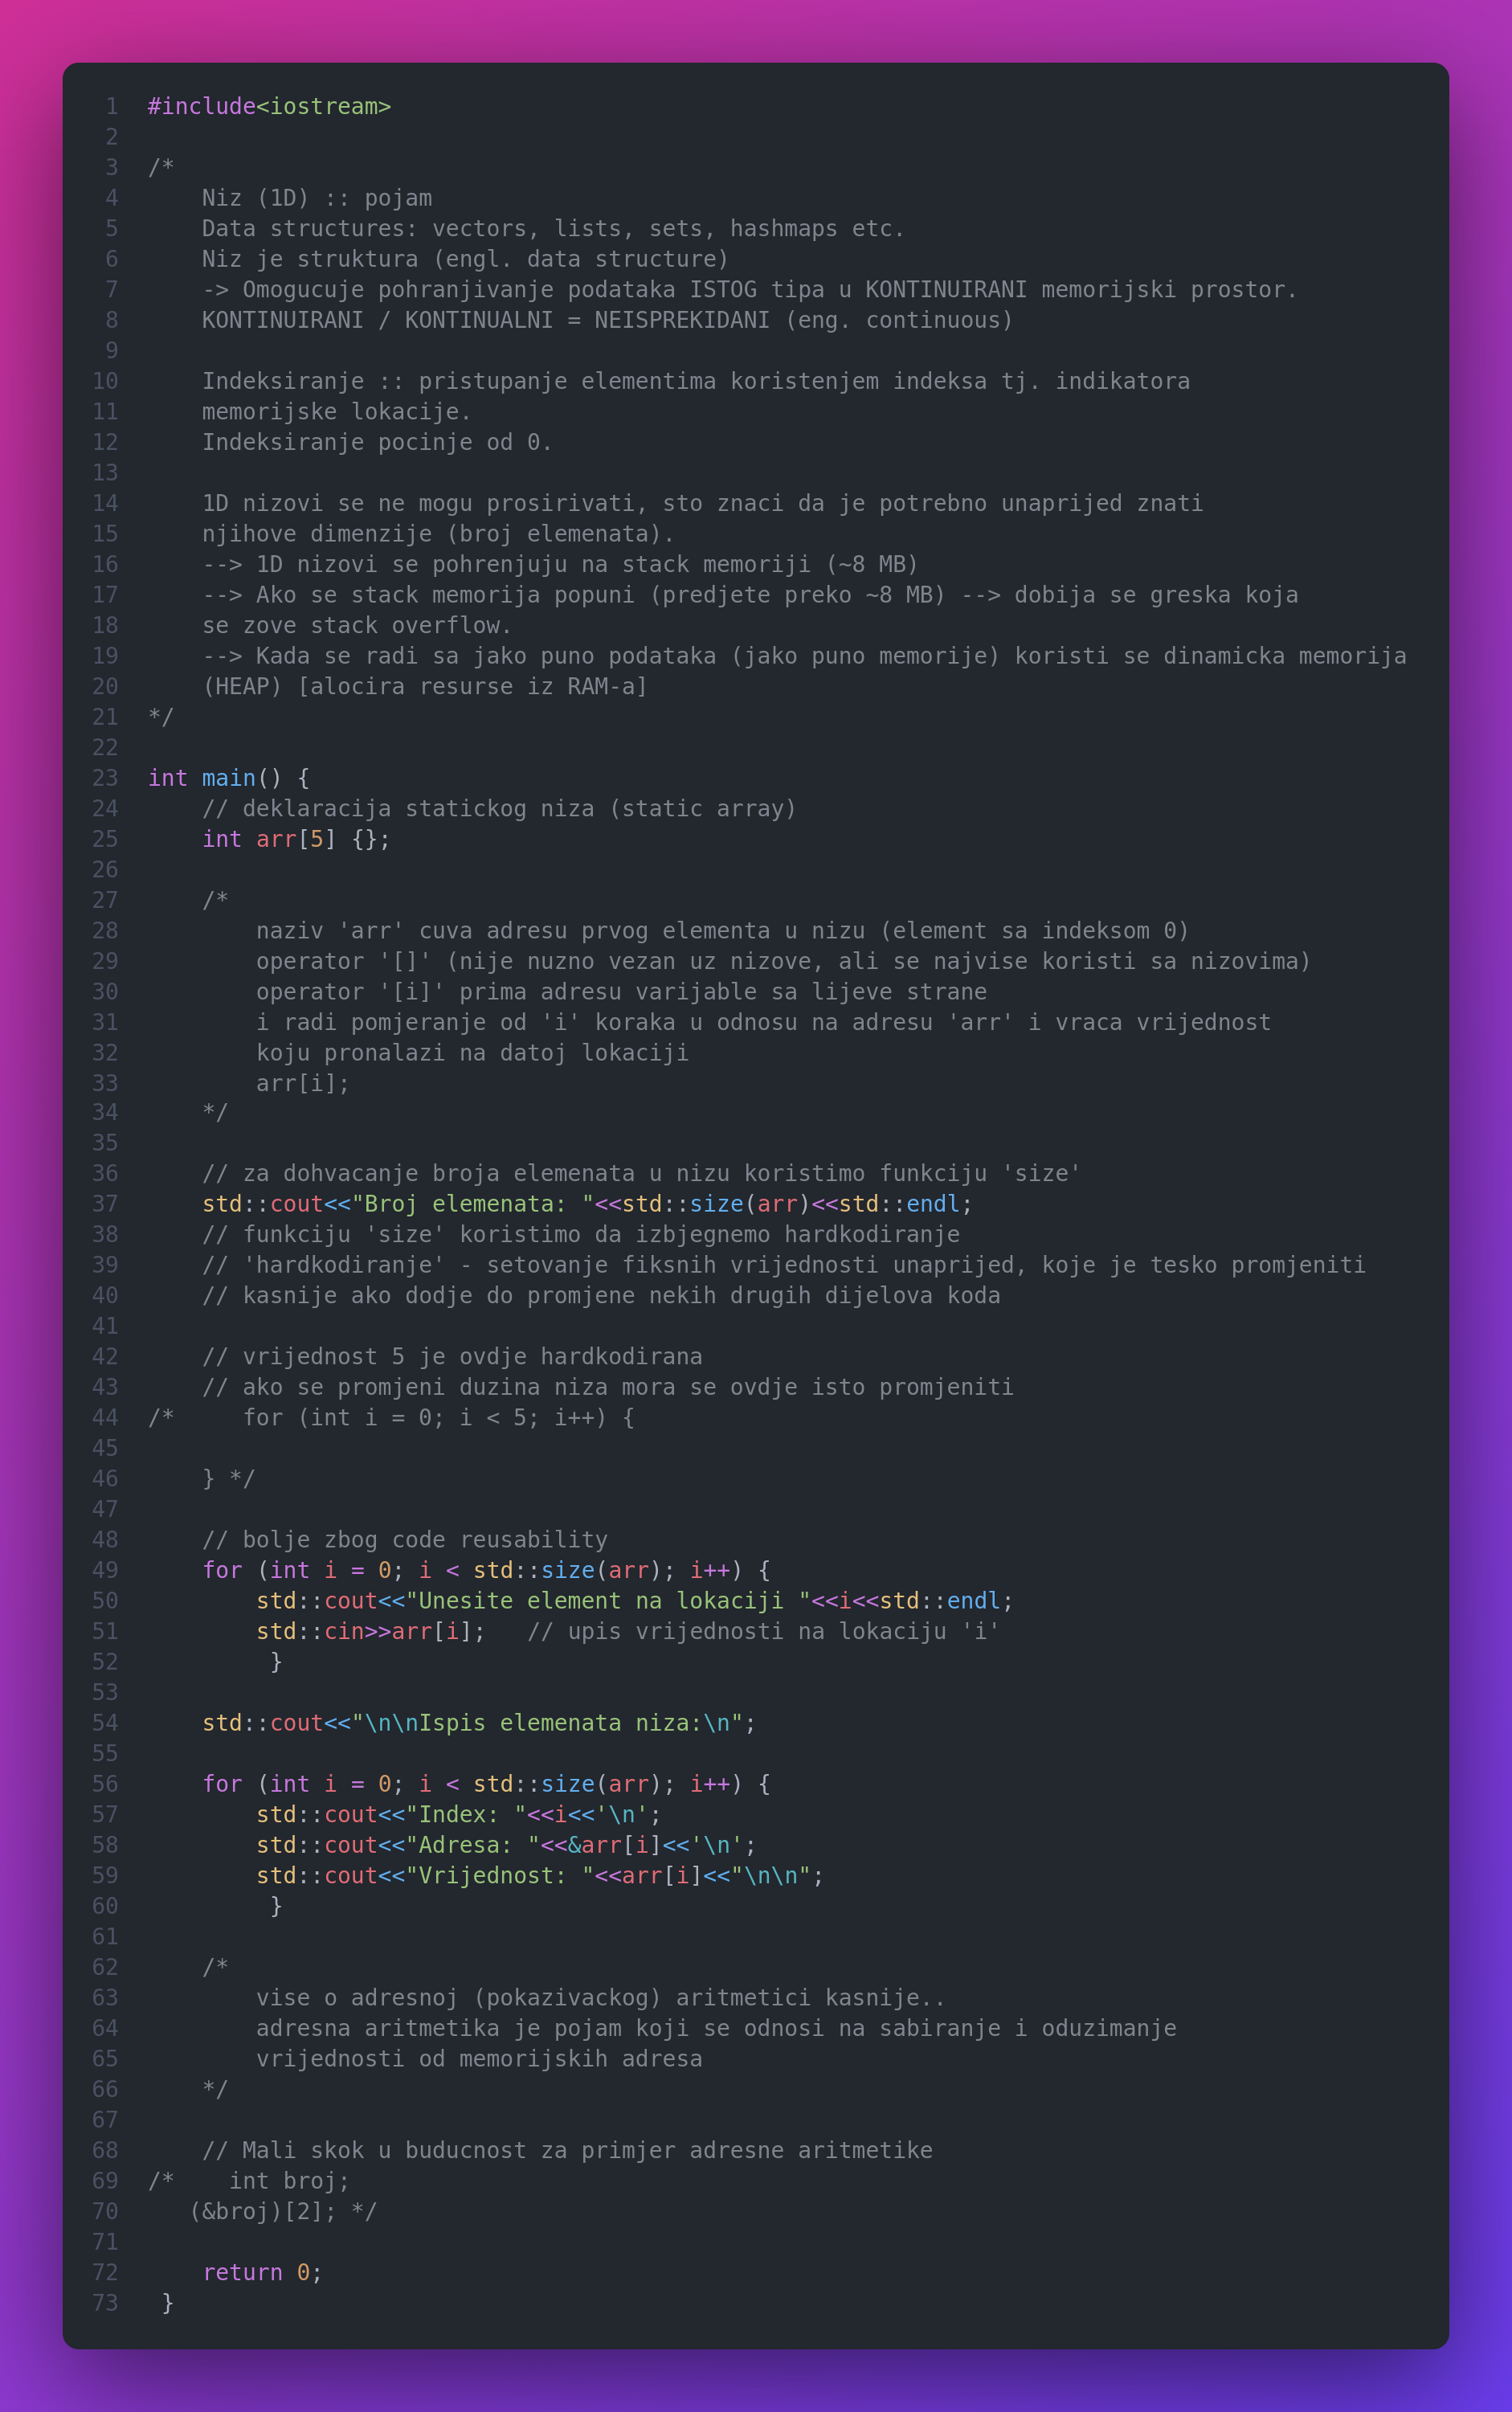 1 #include<iostream>
2
3 /*
4     Niz (1D) :: pojam
5     Data structures: vectors, lists, sets, hashmaps etc.
6     Niz je struktura (engl. data structure)
7     -> Omogucuje pohranjivanje podataka ISTOG tipa u KONTINUIRANI memorijski prostor.
8     KONTINUIRANI / KONTINUALNI = NEISPREKIDANI (eng. continuous)
9
10     Indeksiranje :: pristupanje elementima koristenjem indeksa tj. indikatora
11     memorijske lokacije.
12     Indeksiranje pocinje od 0.
13
14     1D nizovi se ne mogu prosirivati, sto znaci da je potrebno unaprijed znati
15     njihove dimenzije (broj elemenata).
16     --> 1D nizovi se pohrenjuju na stack memoriji (~8 MB)
17     --> Ako se stack memorija popuni (predjete preko ~8 MB) --> dobija se greska koja
18     se zove stack overflow.
19     --> Kada se radi sa jako puno podataka (jako puno memorije) koristi se dinamicka memorija
20     (HEAP) [alocira resurse iz RAM-a]
21 */
22
23 int main() {
24     // deklaracija statickog niza (static array)
25     int arr[5] {};
26
27     /*
28         naziv 'arr' cuva adresu prvog elementa u nizu (element sa indeksom 0)
29         operator '[]' (nije nuzno vezan uz nizove, ali se najvise koristi sa nizovima)
30         operator '[i]' prima adresu varijable sa lijeve strane
31         i radi pomjeranje od 'i' koraka u odnosu na adresu 'arr' i vraca vrijednost
32         koju pronalazi na datoj lokaciji
33         arr[i];
34     */
35
36     // za dohvacanje broja elemenata u nizu koristimo funkciju 'size'
37     std::cout<<"Broj elemenata: "<<std::size(arr)<<std::endl;
38     // funkciju 'size' koristimo da izbjegnemo hardkodiranje
39     // 'hardkodiranje' - setovanje fiksnih vrijednosti unaprijed, koje je tesko promjeniti
40     // kasnije ako dodje do promjene nekih drugih dijelova koda
41
42     // vrijednost 5 je ovdje hardkodirana
43     // ako se promjeni duzina niza mora se ovdje isto promjeniti
44 /*     for (int i = 0; i < 5; i++) {
45
46     } */
47
48     // bolje zbog code reusability
49     for (int i = 0; i < std::size(arr); i++) {
50         std::cout<<"Unesite element na lokaciji "<<i<<std::endl;
51         std::cin>>arr[i];   // upis vrijednosti na lokaciju 'i'
52          }
53
54     std::cout<<"\n\nIspis elemenata niza:\n";
55
56     for (int i = 0; i < std::size(arr); i++) {
57         std::cout<<"Index: "<<i<<'\n';
58         std::cout<<"Adresa: "<<&arr[i]<<'\n';
59         std::cout<<"Vrijednost: "<<arr[i]<<"\n\n";
60          }
61
62     /*
63         vise o adresnoj (pokazivackog) aritmetici kasnije..
64         adresna aritmetika je pojam koji se odnosi na sabiranje i oduzimanje
65         vrijednosti od memorijskih adresa
66     */
67
68     // Mali skok u buducnost za primjer adresne aritmetike
69 /*    int broj;
70    (&broj)[2]; */
71
72     return 0;
73  }